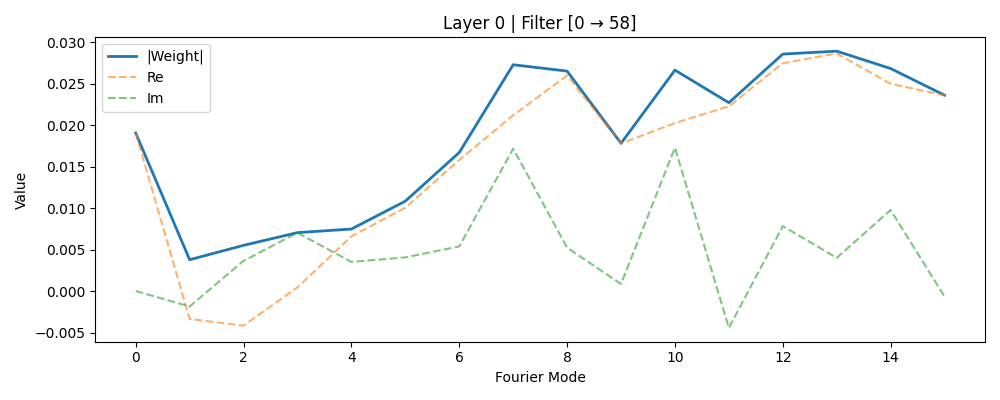 Layer 0 | Filter [0 → 58]
|Weight|
Re
Im
0.030
0.025
0.020
0.015
0.010
0.005
0.000
−0.005
Value
0 2 4 6 8 10 12 14
Fourier Mode